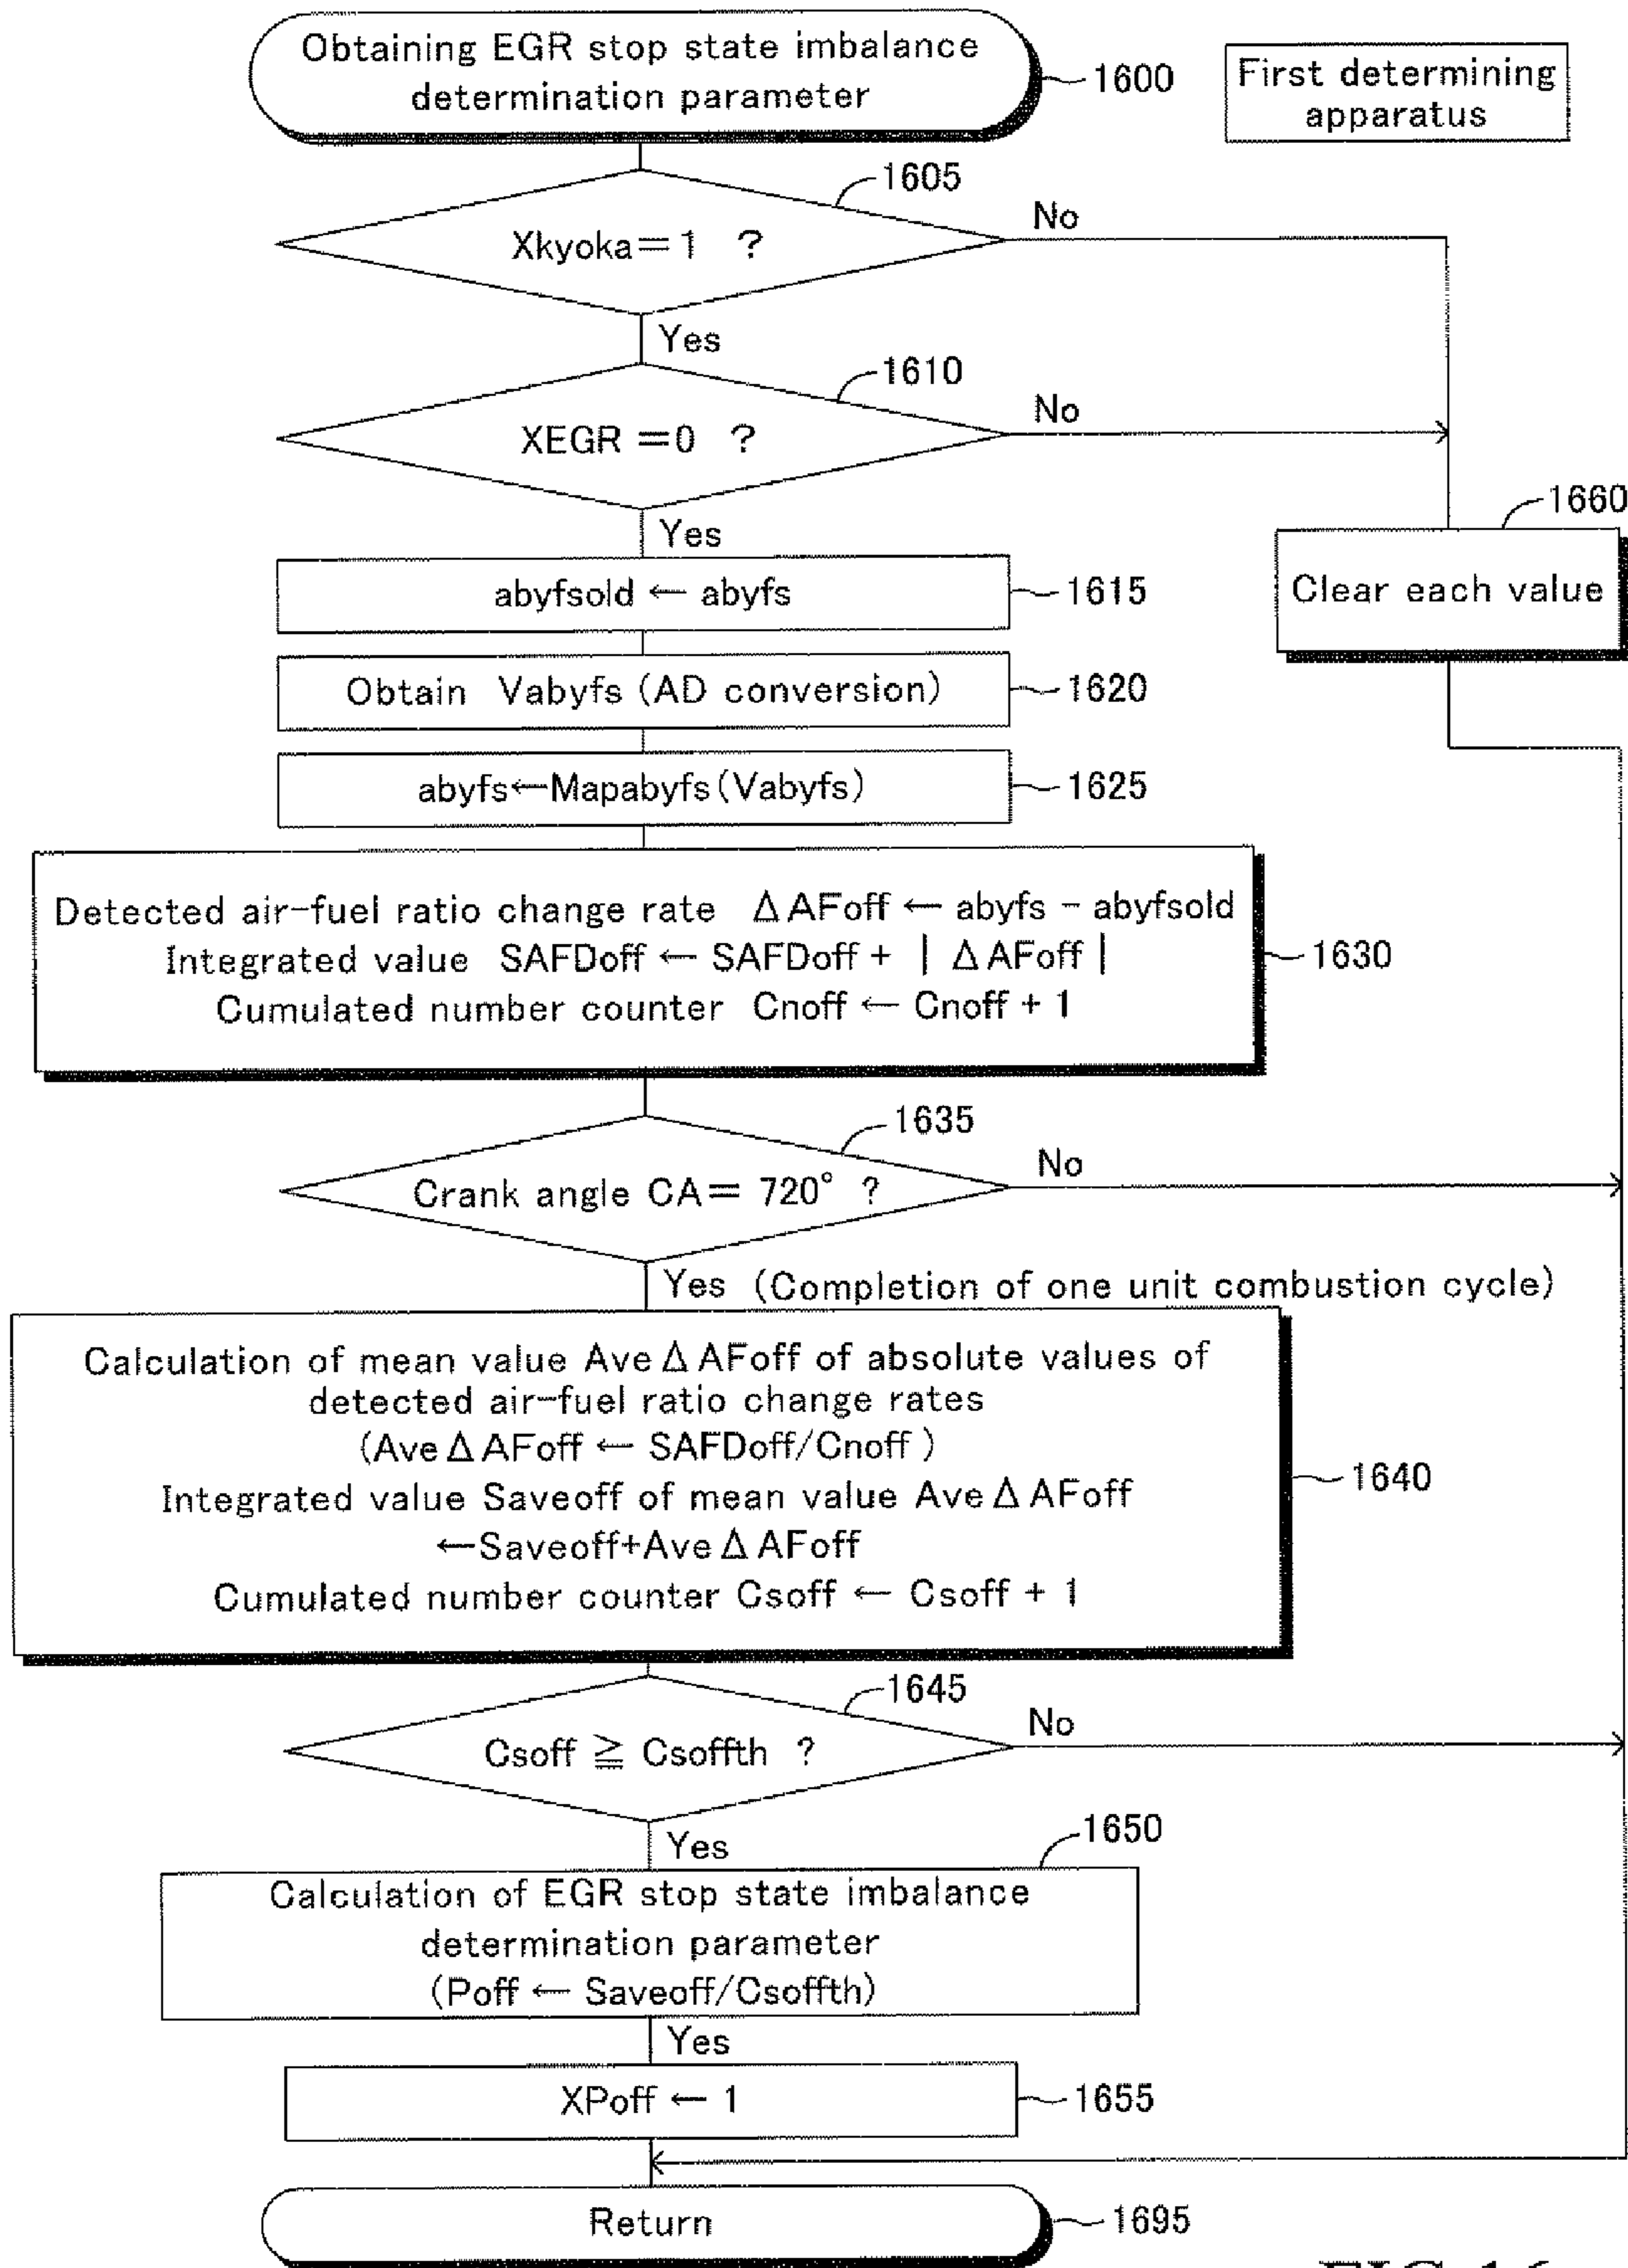 Obtaining EGR stop state imbalance
determination parameter
1600
First determining
apparatus
1605
Xkyoka=1 ?
No
Yes
1610
XEGR=0 ?
No
Yes
1660
Clear each value
abyfsold ← abyfs
1615
Obtain Vabyfs (AD conversion)
1620
abyfs←Mapabyfs(Vabyfs)
1625
Detected air-fuel ratio change rate ΔAFoff ← abyfs - abyfsold
Integrated value SAFDoff ← SAFDoff + | ΔAFoff |
Cumulated number counter Cnoff ← Cnoff + 1
1630
1635
Crank angle CA= 720° ?
No
Yes (Completion of one unit combustion cycle)
Calculation of mean value AveΔAFoff of absolute values of
detected air-fuel ratio change rates
(AveΔAFoff ← SAFDoff/Cnoff)
Integrated value Saveoff of mean value AveΔAFoff
←Saveoff+AveΔAFoff
Cumulated number counter Csoff ← Csoff + 1
1640
1645
Csoff ≧ Csoffth ?
No
Yes
1650
Calculation of EGR stop state imbalance
determination parameter
(Poff ← Saveoff/Csoffth)
Yes
XPoff ← 1
1655
Return
1695
FIG.16